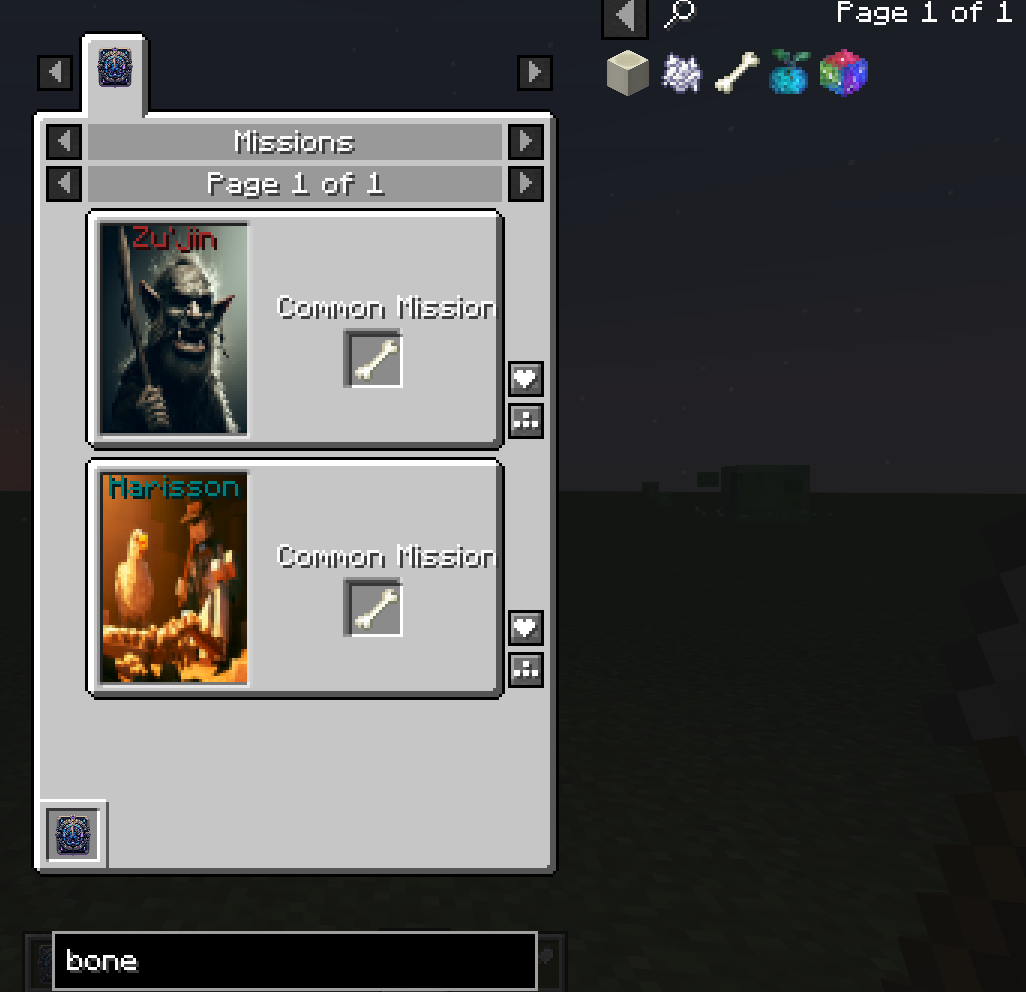 Page 1 of 1
Missions
Page 1 of 1
Zu'jin
Common Mission
Harisson
Common Mission
bone